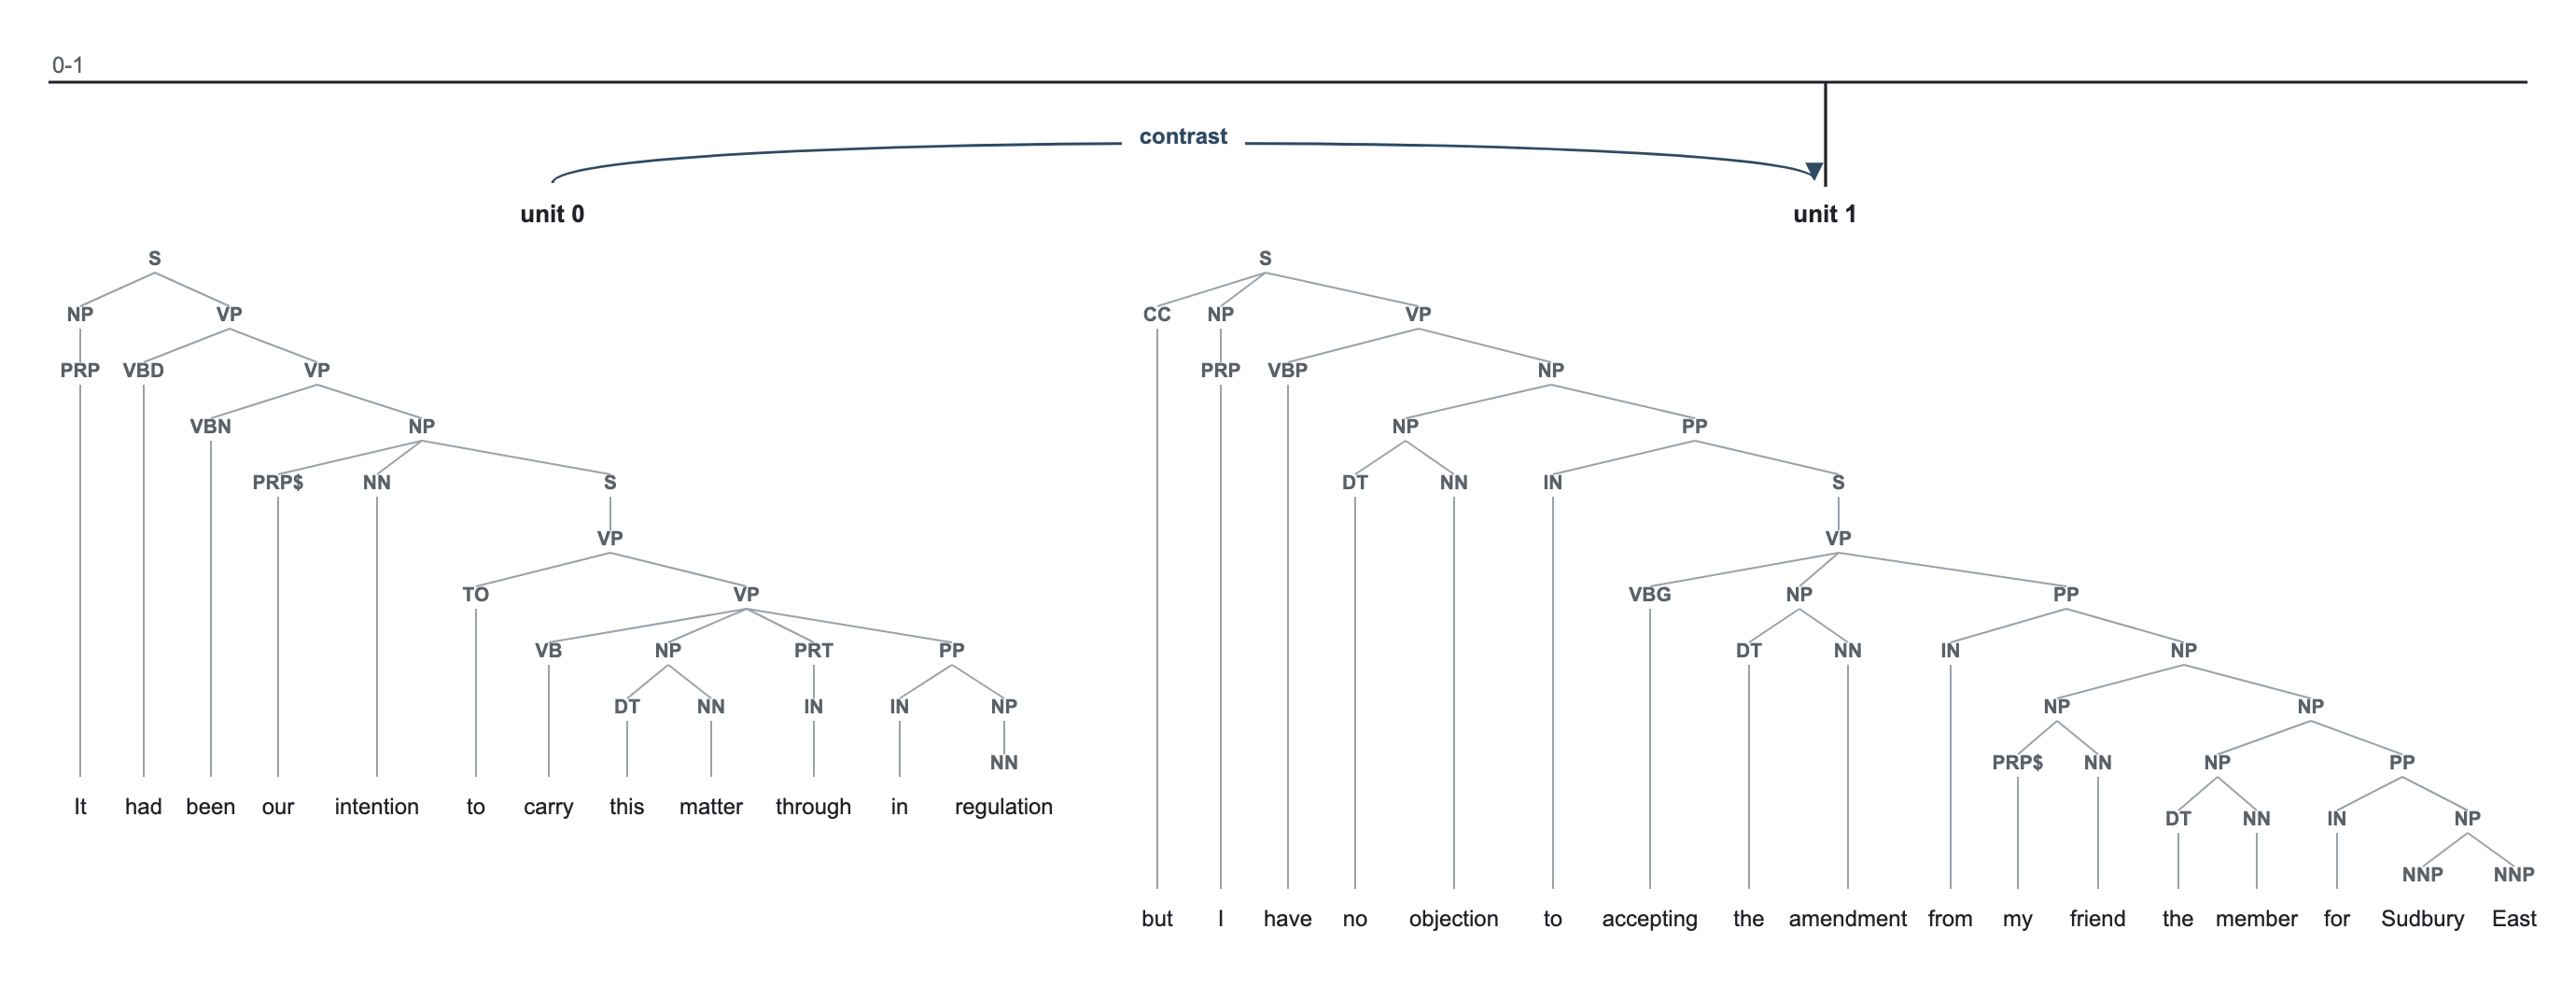 0-1
contrast
unit 0 unit 1
S S
NP VP CC NP VP
PRP VBD VP PRP VBP NP
VBN NP NP PP
PRP$ NN S DT NN IN S
VP VP
TO VP VBG NP PP
VB NP PRT PP DT NN IN NP
DT NN IN IN NP NP NP
NN PRP$ NN NP PP
It had been our intention to carry this matter through in regulation
DT NN IN NP
NNP NNP
but I have no objection to accepting the amendment from my friend the member for Sudbury East